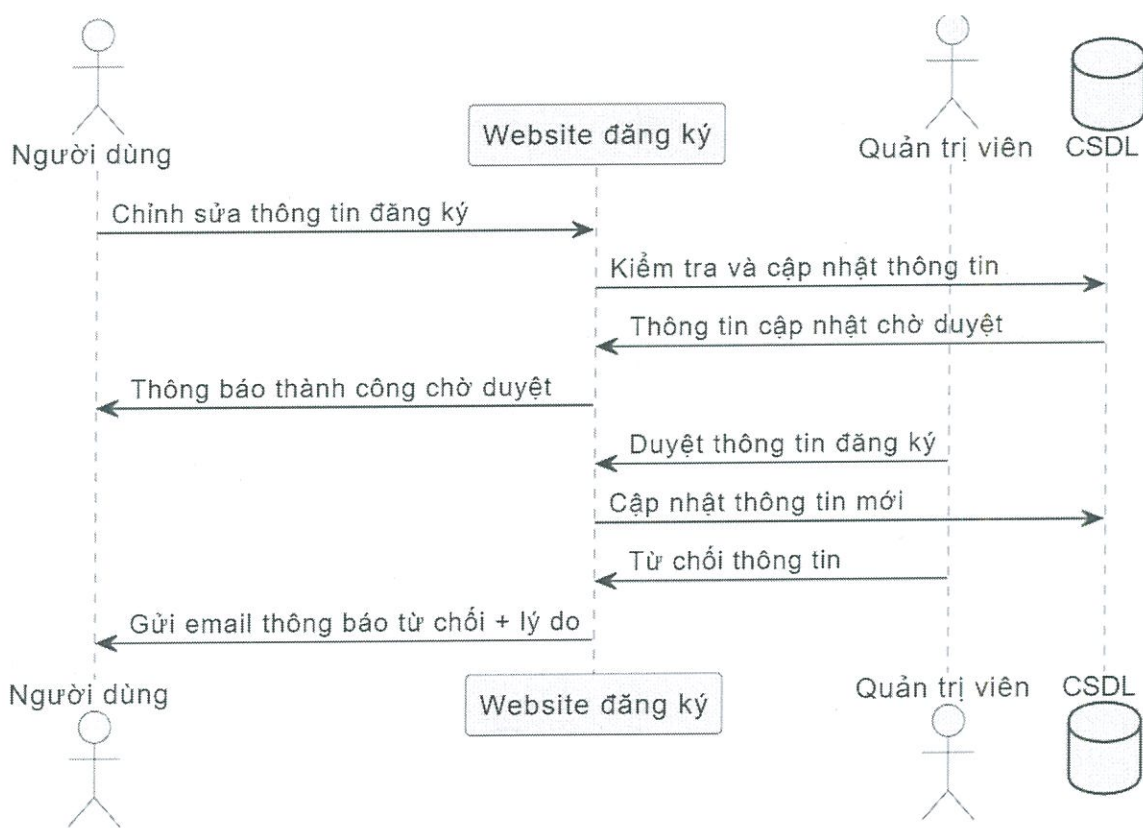 Người dùng
Website đăng ký
Quản trị viên
CSDL
Chỉnh sửa thông tin đăng ký
Kiểm tra và cập nhật thông tin
Thông tin cập nhật chờ duyệt
Thông báo thành công chờ duyệt
Duyệt thông tin đăng ký
Cập nhật thông tin mới
Từ chối thông tin
Gửi email thông báo từ chối + lý do
Người dùng
Website đăng ký
Quản trị viên
CSDL